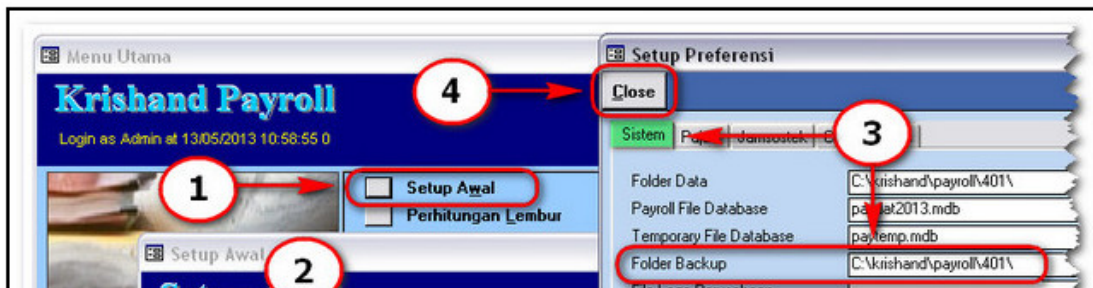 Menu Utama
Krishand Payroll
Login as Admin at 13/05/2013 10:58:55 0
1
Setup Awal
Perhitungan Lembur
Setup Awal
2
4
Setup Preferensi
Close
Sistem
Jamsostek
3
Folder Data C:\krishand\payroll\401\
Payroll File Database
Temporary File Database paytemp.mdb
Folder Backup C:\krishand\payroll\401\